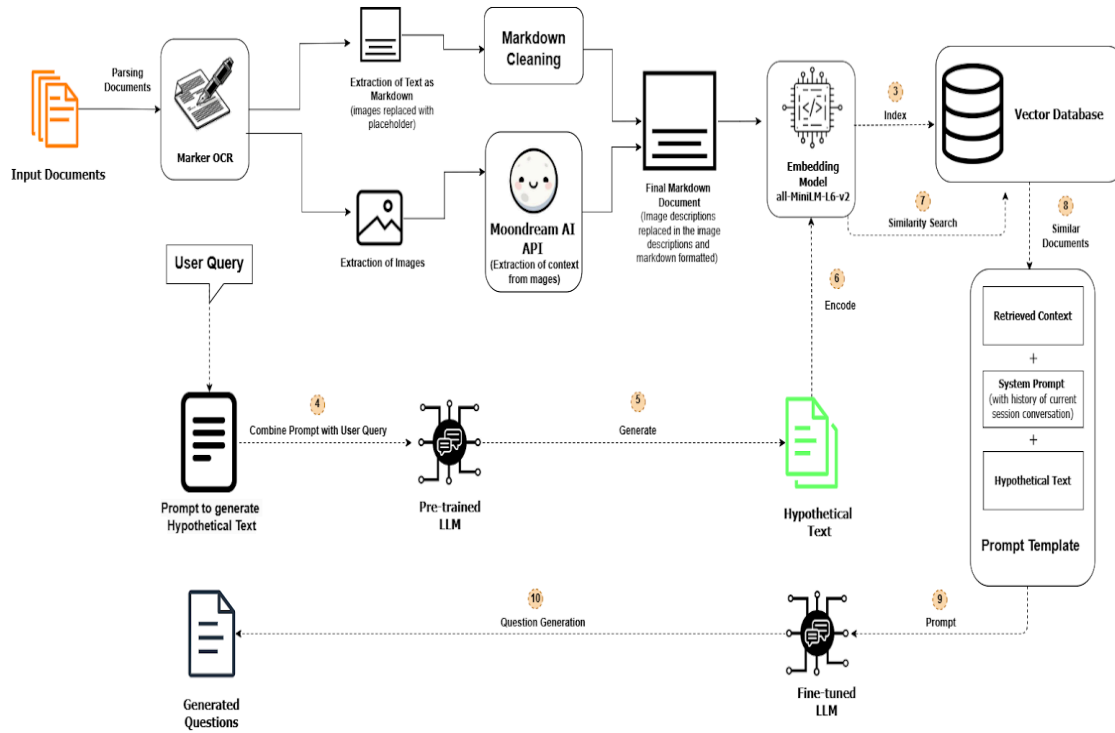 Parsing
Documents
Input Documents
Marker OCR
Extraction of Text as
Markdown
(images replaced with
placeholder)
Markdown
Cleaning
Extraction of Images
Moondream AI
API
(Extraction of context
from mages)
Final Markdown
Document
(Image descriptions
replaced in the image
descriptions and
markdown formatted)
</>
Embedding
Model
all-MiniLM-L6-v2
3
Index
Vector Database
7
Similarity Search
8
Similar
Documents
User Query
6
Encode
Retrieved Context
+
System Prompt
(with history of current
session conversation)
+
Hypothetical Text
Prompt Template
4
Combine Prompt with User Query
Prompt to generate
Hypothetical Text
Pre-trained
LLM
5
Generate
Hypothetical
Text
9
Prompt
Fine-tuned
LLM
10
Question Generation
Generated
Questions